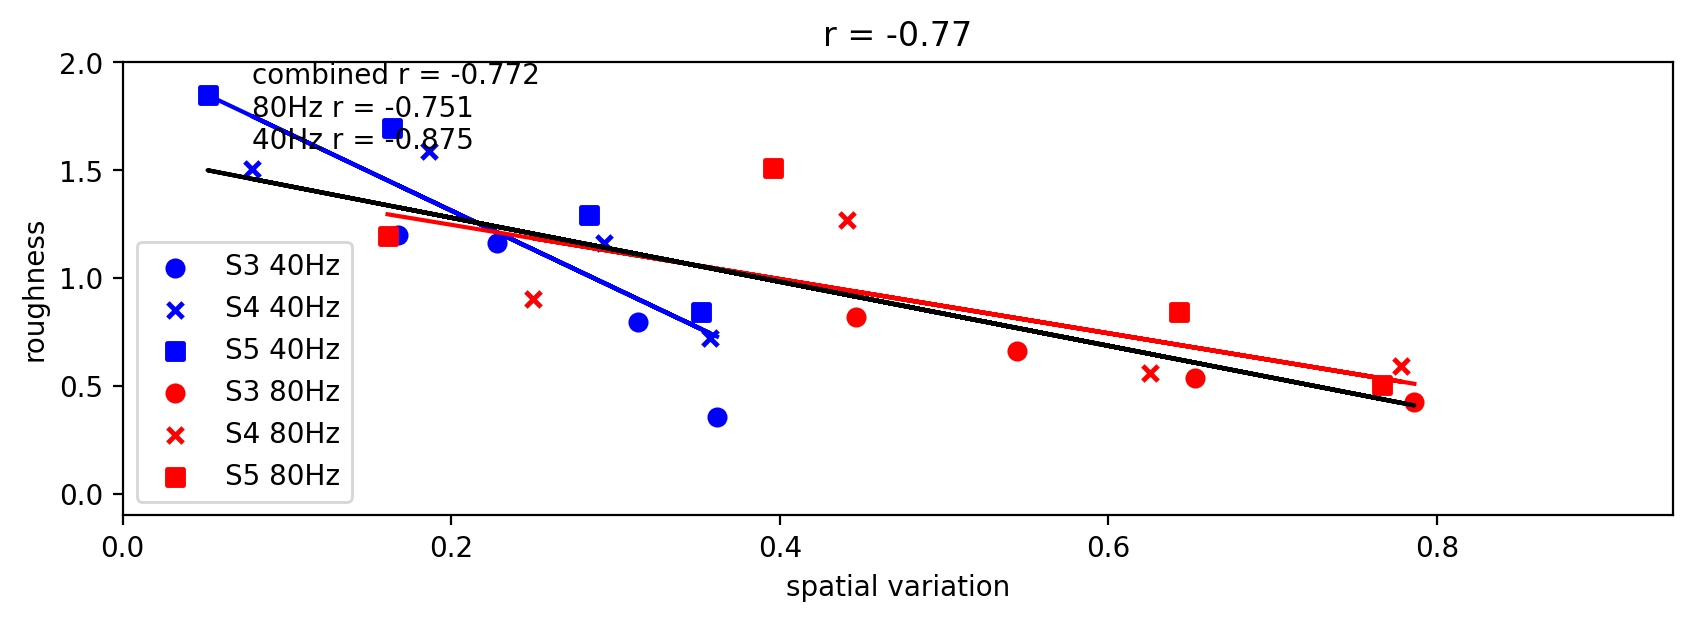 r = -0.77
combined r = -0.772
80Hz r = -0.751
40Hz r = -0.875
roughness
2.0
1.5
1.0
0.5
0.0
S3 40Hz
S4 40Hz
S5 40Hz
S3 80Hz
S4 80Hz
S5 80Hz
0.0 0.2 0.4 0.6 0.8
spatial variation